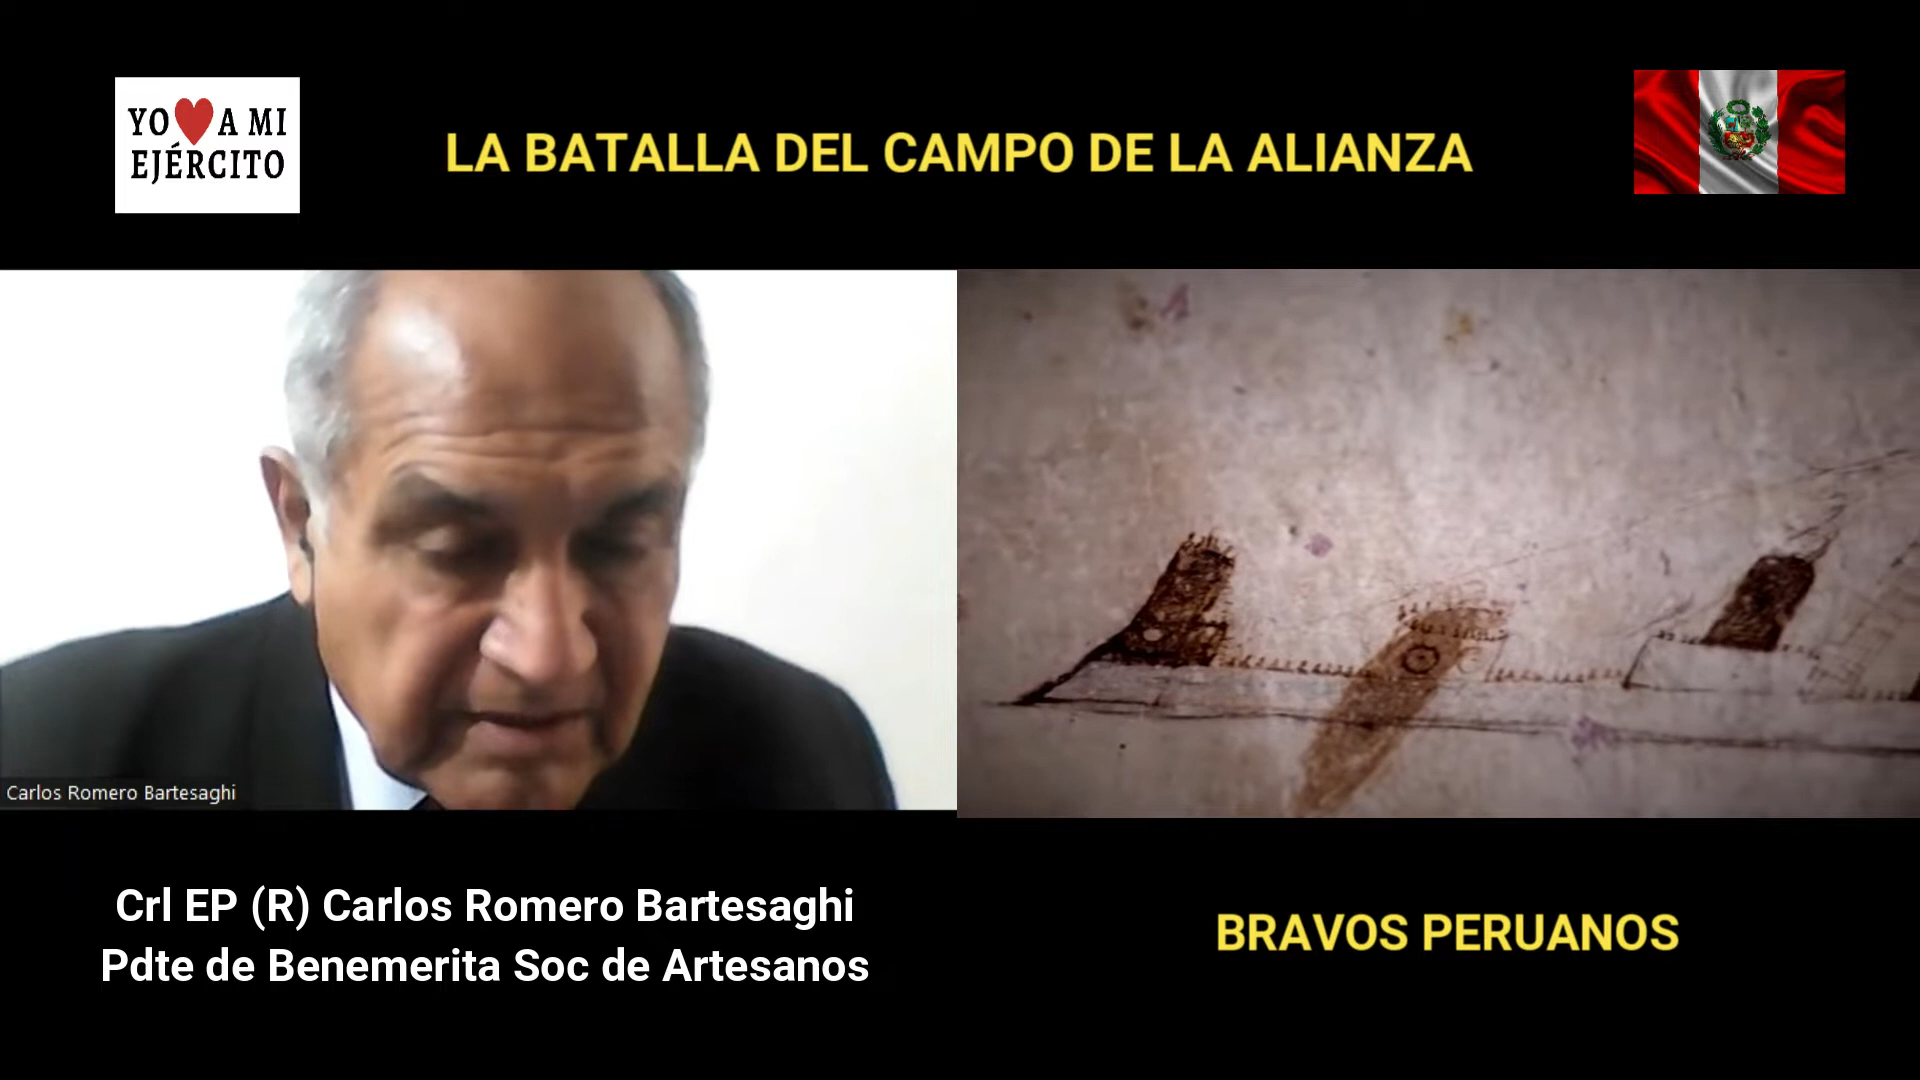 YO A MI
EJÉRCITO
LA BATALLA DEL CAMPO DE LA ALIANZA
Carlos Romero Bartesaghi
Crl EP (R) Carlos Romero Bartesaghi
Pdte de Benemerita Soc de Artesanos
BRAVOS PERUANOS